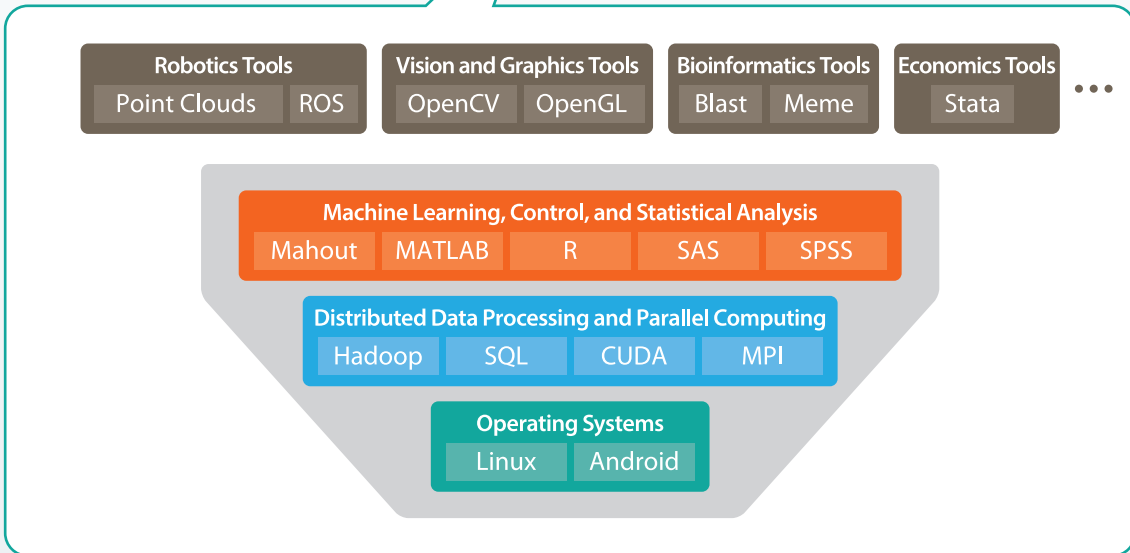 Robotics Tools
Point Clouds ROS
Vision and Graphics Tools
OpenCV OpenGL
Bioinformatics Tools
Blast Meme
Economics Tools
Stata
•••
Machine Learning, Control, and Statistical Analysis
Mahout MATLAB R SAS SPSS
Distributed Data Processing and Parallel Computing
Hadoop SQL CUDA MPI
Operating Systems
Linux Android